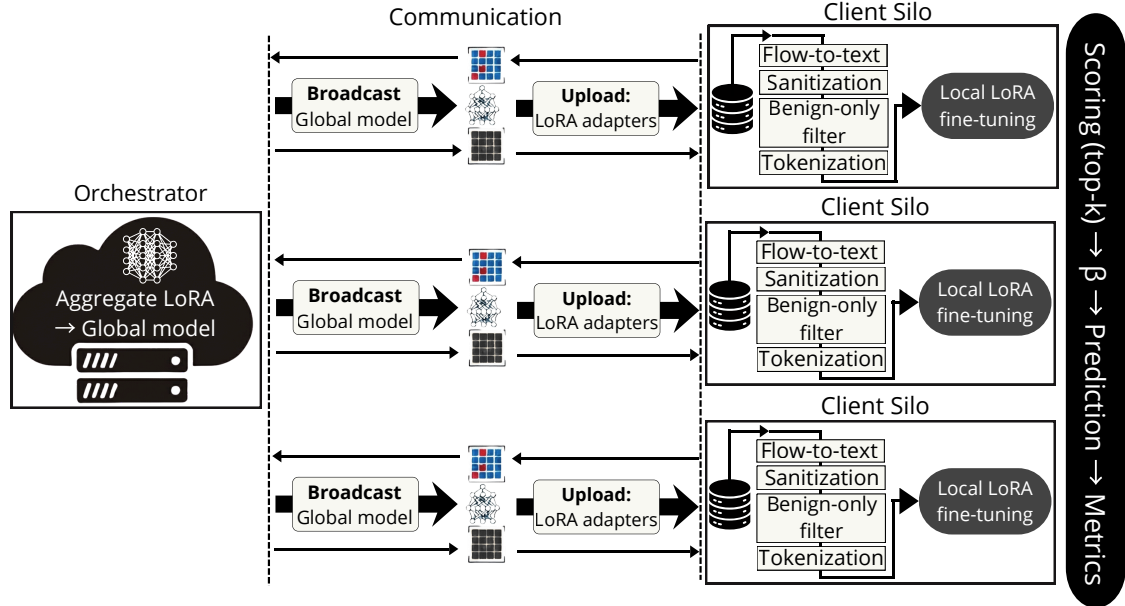 Communication
Orchestrator
Aggregate LoRA
→ Global model
Broadcast
Global model
Upload:
LoRA adapters
Client Silo
Flow-to-text
Sanitization
Benign-only
filter
Tokenization
Local LoRA
fine-tuning
Broadcast
Global model
Upload:
LoRA adapters
Client Silo
Flow-to-text
Sanitization
Benign-only
filter
Tokenization
Local LoRA
fine-tuning
Broadcast
Global model
Upload:
LoRA adapters
Client Silo
Flow-to-text
Sanitization
Benign-only
filter
Tokenization
Local LoRA
fine-tuning
Scoring (top-k) → β → Prediction → Metrics